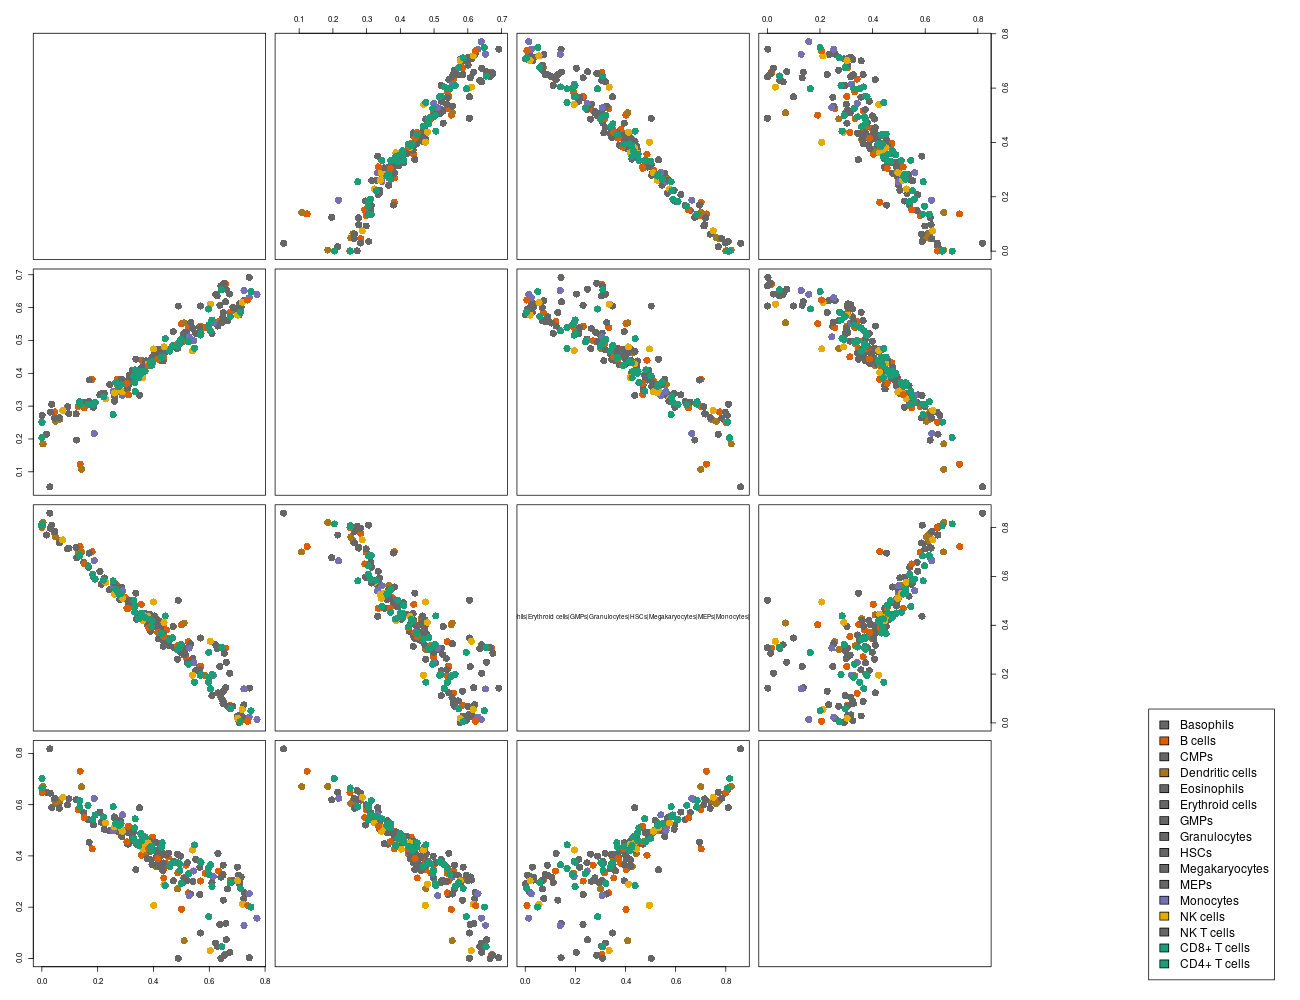 0.1 0.2 0.3 0.4 0.5 0.6 0.7
0.0 0.2 0.4 0.6 0.8
0.0 0.2 0.4 0.6 0.8
0.1 0.2 0.3 0.4 0.5 0.6 0.7
hils|Erythroid cells|GMPs|Granulocytes|HSCs|Megakaryocytes|MEPs|Monocytes|
0.0 0.2 0.4 0.6 0.8
0.0 0.2 0.4 0.6 0.8
0.0 0.2 0.4 0.6 0.8
0.0 0.2 0.4 0.6 0.8
Basophils
B cells
CMPs
Dendritic cells
Eosinophils
Erythroid cells
GMPs
Granulocytes
HSCs
Megakaryocytes
MEPs
Monocytes
NK cells
NK T cells
CD8+ T cells
CD4+ T cells